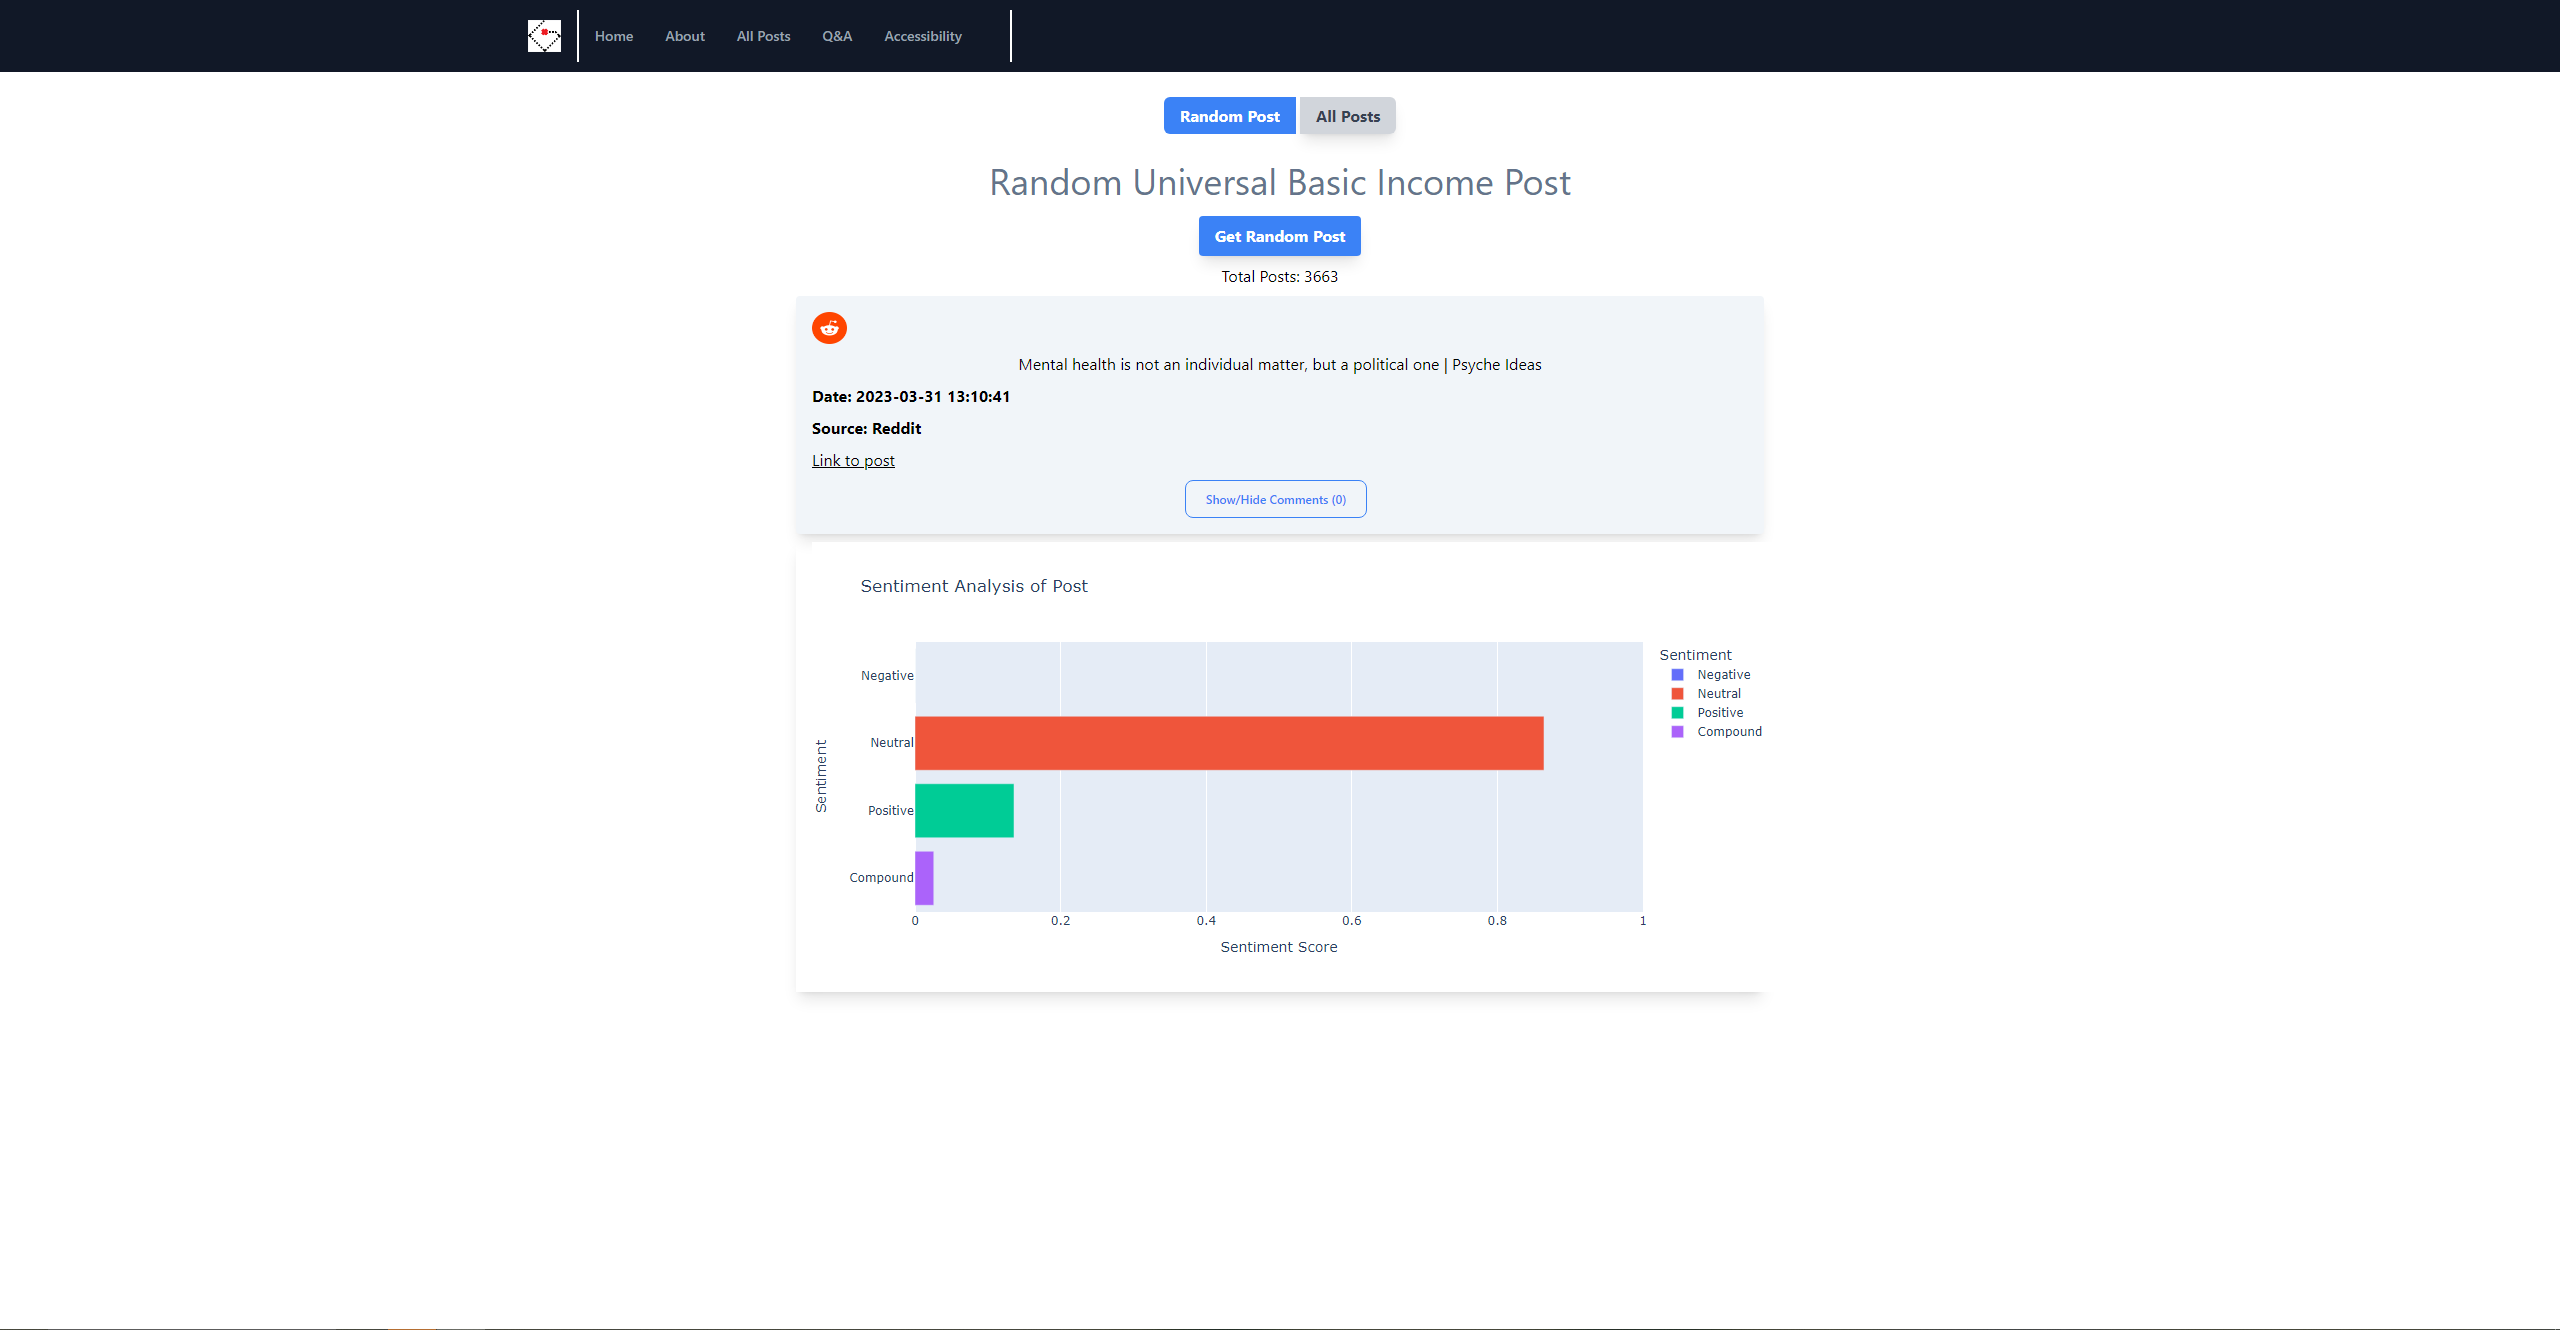 Home About All Posts Q&A Accessibility
Random Post All Posts
Random Universal Basic Income Post
Get Random Post
Total Posts: 3663
Mental health is not an individual matter, but a political one | Psyche Ideas
Date: 2023-03-31 13:10:41
Source: Reddit
Link to post
Show/Hide Comments (0)
Sentiment Analysis of Post
Sentiment
Negative
Neutral
Positive
Compound
0 0.2 0.4 0.6 0.8 1
Sentiment Score
Sentiment
Negative
Neutral
Positive
Compound